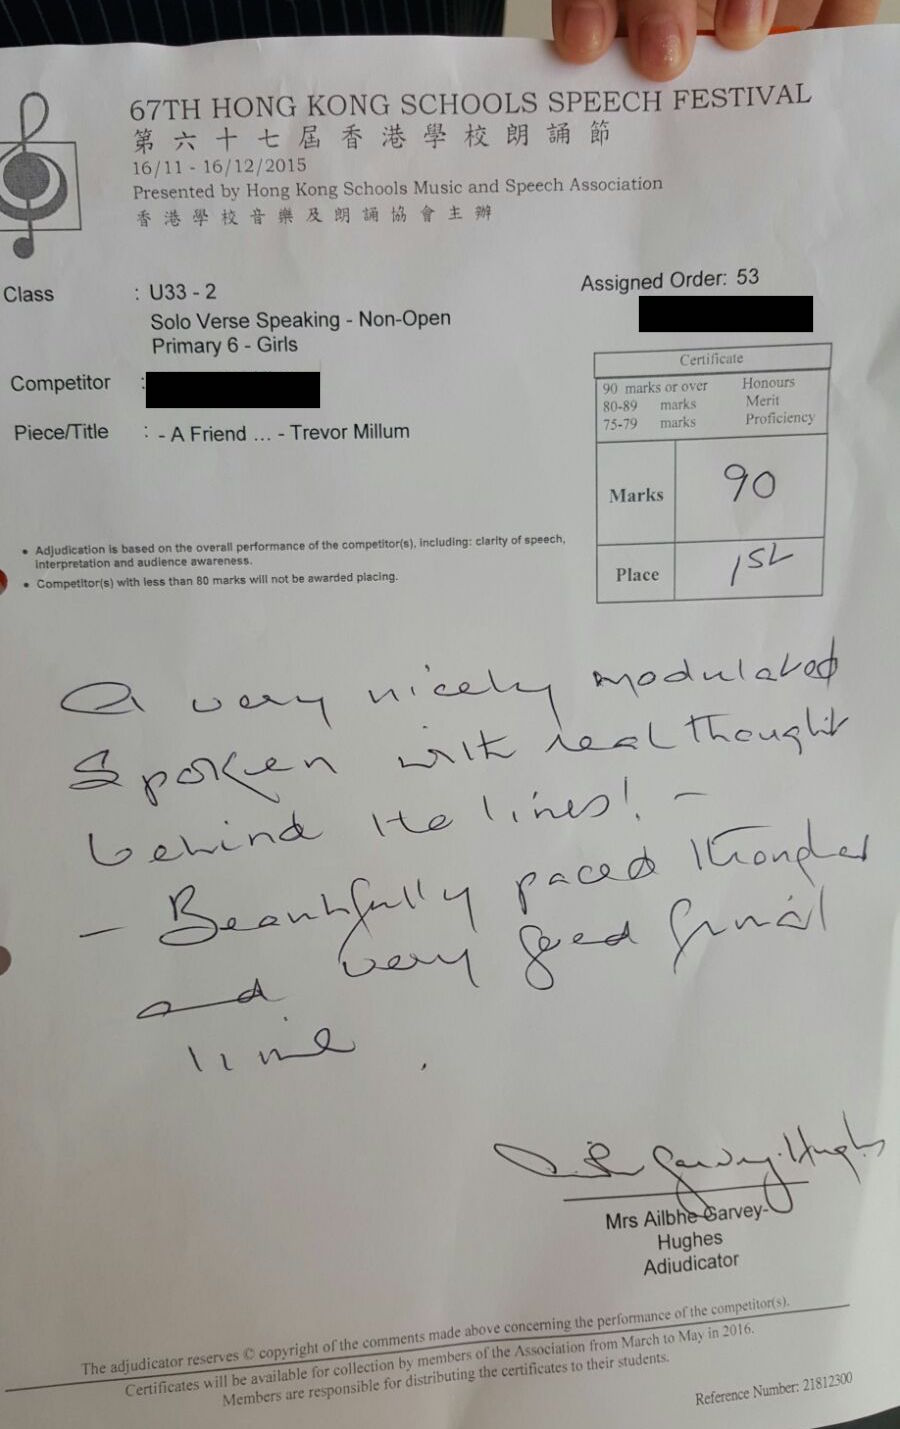 67TH HONG KONG SCHOOLS SPEECH FESTIVAL
第六十七屆香港學校朗誦節
16/11 - 16/12/2015
Presented by Hong Kong Schools Music and Speech Association
香港學校音樂及朗誦協會主辦
Class : U33 - 2
Solo Verse Speaking - Non-Open
Primary 6 - Girls
Assigned Order: 53
Competitor :
Piece/Title : - A Friend ... - Trevor Millum
Certificate
90 marks or over Honours
80-89 marks Merit
75-79 marks Proficiency
Marks 90
Place 1st
• Adjudication is based on the overall performance of the competitor(s), including: clarity of speech,
interpretation and audience awareness.
• Competitor(s) with less than 80 marks will not be awarded placing.
A very nicely modulated
spoken with real thought
behind the lines! -
- Beautifully paced
and very good final
line.
Mrs Ailbhe Garvey-
Hughes
Adjudicator
The adjudicator reserves © copyright of the comments made above concerning the performance of the competitor(s).
Certificates will be available for collection by members of the Association from March to May in 2016.
Members are responsible for distributing the certificates to their students.
Reference Number: 21812300